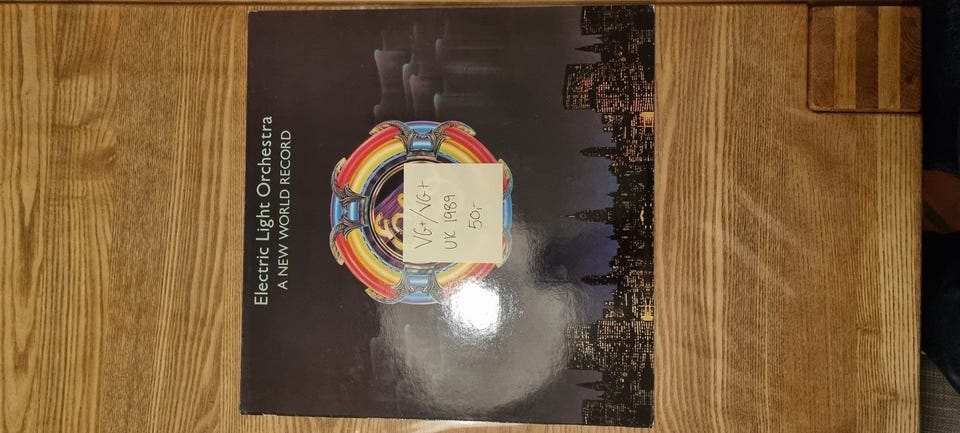 Electric Light Orchestra
A NEW WORLD RECORD
VG+/VG+
UK 1989
50,-